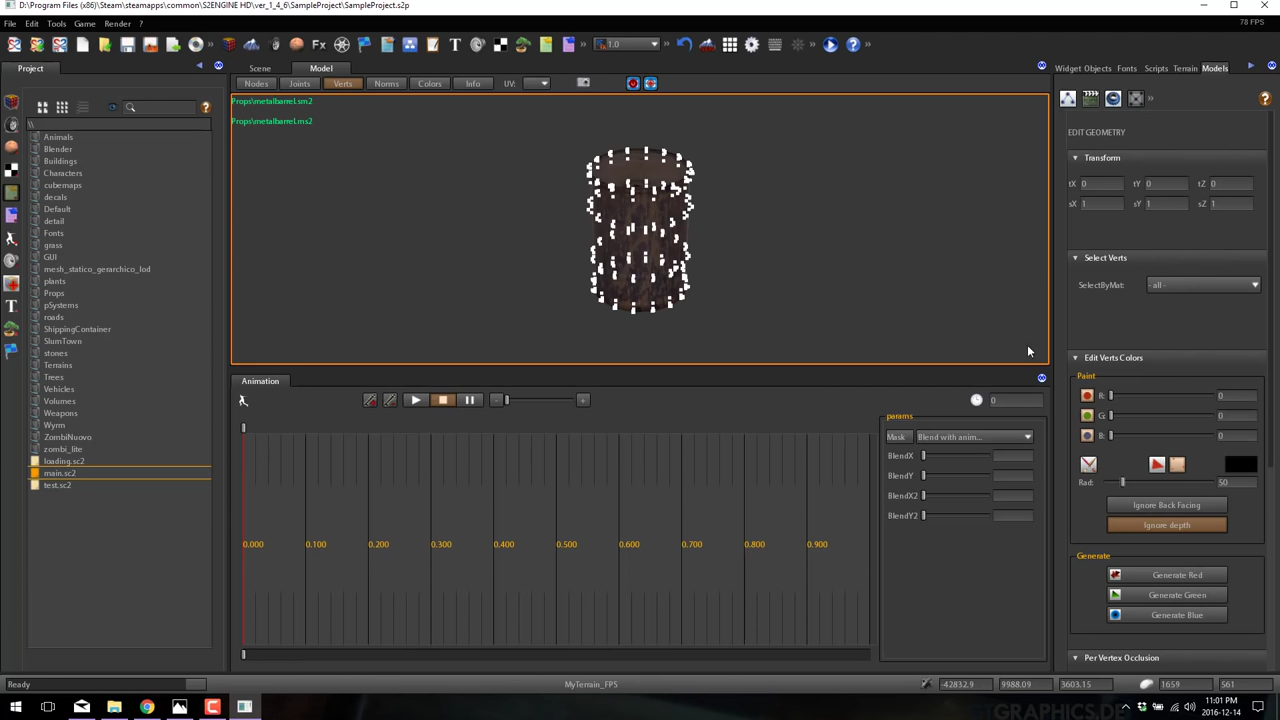 D:\Program Files (x86)\Steam\steamapps\common\S2ENGINE HD\ver_1_4_6\SampleProject\SampleProject.s2p
File Edit Tools Game Render ?
78 FPS
1.0
Project
Scene Model
Widget Objects Fonts Scripts Terrain Models
Nodes Joints Verts Norms Colors Info UV:
Props\metalbarrel.sm2
Props\metalbarrel.ms2
\\
Animals
Blender
Buildings
Characters
cubemaps
decals
Default
detail
Fonts
grass
GUI
mesh_statico_gerarchico_lod
plants
Props
pSystems
roads
ShippingContainer
SlumTown
stones
Terrains
Trees
Vehicles
Volumes
Weapons
Wyrm
ZombiNuovo
zombi_lite
loading.sc2
main.sc2
test.sc2
EDIT GEOMETRY
Transform
tX 0 tY 0 tZ 0
sX 1 sY 1 sZ 1
Select Verts
SelectByMat: - all -
Edit Verts Colors
Paint
R: 0
G: 0
B: 0
Rad: 50
Ignore Back Facing
Ignore depth
Generate
Generate Red
Generate Green
Generate Blue
Per Vertex Occlusion
Animation
- + 0
params
Mask Blend with anim...
BlendX
BlendY
BlendX2
BlendY2
0.000 0.100 0.200 0.300 0.400 0.500 0.600 0.700 0.800 0.900
Ready
MyTerrain_FPS
-42832.9 9988.09 3603.15 1659 561
11:01 PM
2016-12-14